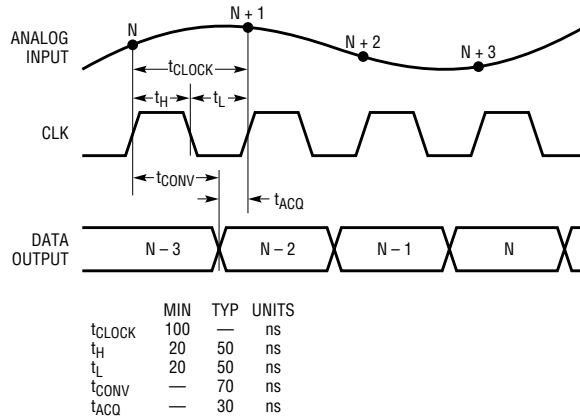 N
N + 1
N + 2
N + 3
ANALOG
INPUT
tCLOCK
tH
tL
CLK
tCONV
tACQ
DATA
OUTPUT
N – 3
N – 2
N – 1
N
MIN TYP UNITS
tCLOCK 100 — ns
tH 20 50 ns
tL 20 50 ns
tCONV — 70 ns
tACQ — 30 ns